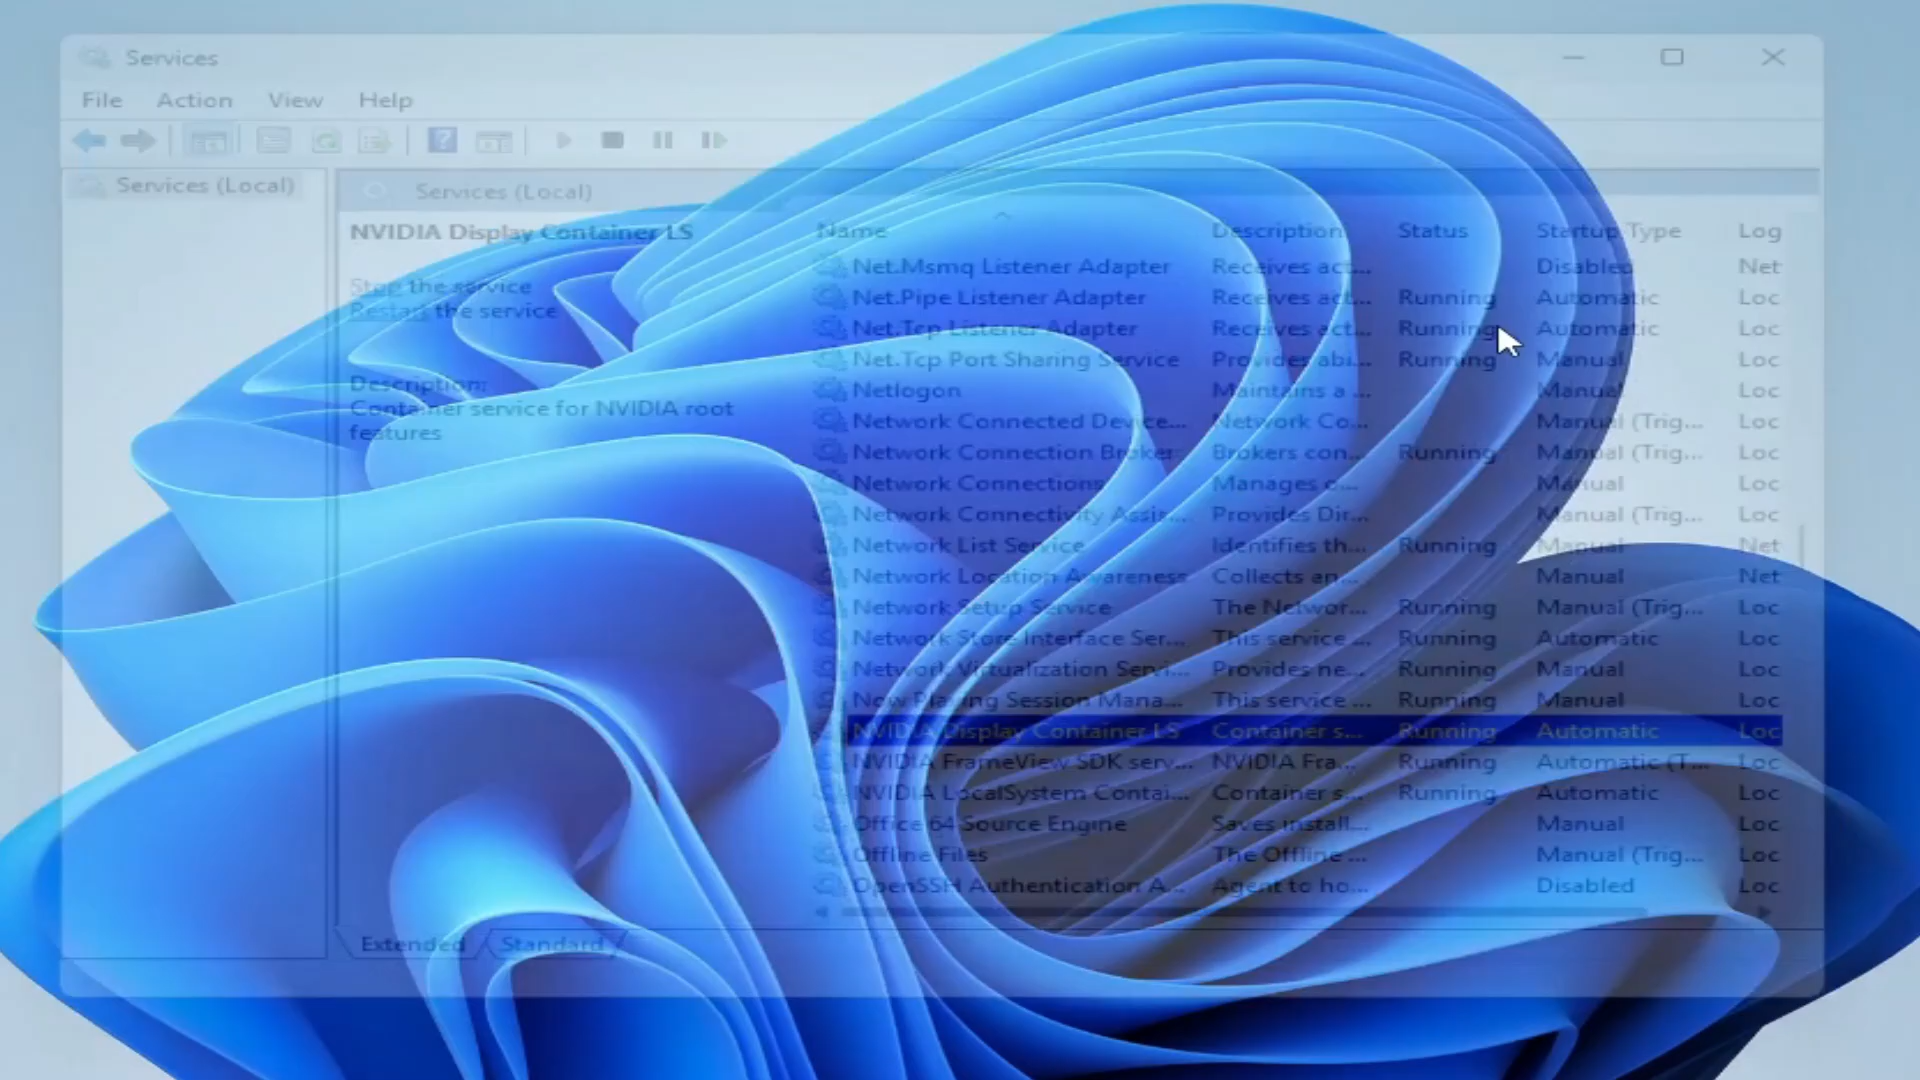 Services
File Action View Help
Services (Local)
Services (Local)
NVIDIA Display Container LS
Stop the service
Restart the service
Description:
Container service for NVIDIA root
features
Name Description Status Startup Type Log
Net.Msmq Listener Adapter Receives act... Disabled Net
Net.Pipe Listener Adapter Receives act... Running Automatic Loc
Net.Tcp Listener Adapter Receives act... Running Automatic Loc
Net.Tcp Port Sharing Service Provides abi... Running Manual Loc
Netlogon Maintains a ... Manual Loc
Network Connected Device... Network Co... Manual (Trig... Loc
Network Connection Broker Brokers con... Running Manual (Trig... Loc
Network Connections Manages o... Manual Loc
Network Connectivity Assis... Provides Dir... Manual (Trig... Loc
Network List Service Identifies th... Running Manual Net
Network Location Awareness Collects an... Manual Net
Network Setup Service The Networ... Running Manual (Trig... Loc
Network Store Interface Ser... This service ... Running Automatic Loc
Network Virtualization Servi... Provides ne... Running Manual Loc
Now Playing Session Mana... This service ... Running Manual Loc
NVIDIA Display Container LS Container s... Running Automatic Loc
NVIDIA FrameView SDK serv... NVIDIA Fra... Running Automatic (T... Loc
NVIDIA LocalSystem Contai... Container s... Running Automatic Loc
Office 64 Source Engine Saves install... Manual Loc
Offline Files The Offline ... Manual (Trig... Loc
OpenSSH Authentication A... Agent to ho... Disabled Loc
Extended Standard